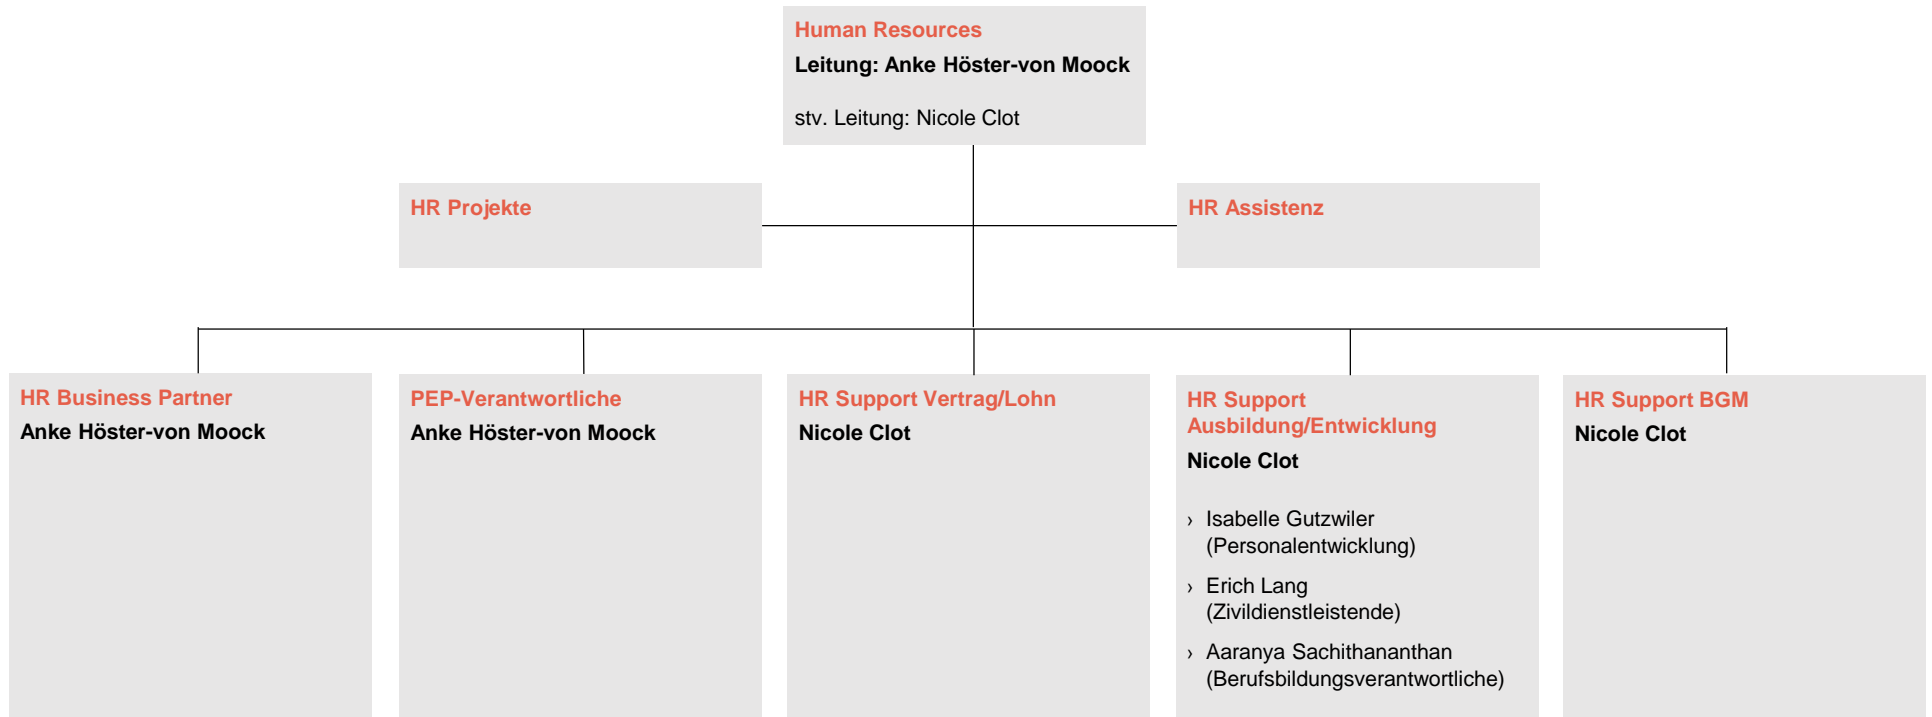 Human Resources
Leitung: Anke Höster-von Moock
stv. Leitung: Nicole Clot
HR Projekte
HR Assistenz
HR Business Partner
Anke Höster-von Moock
PEP-Verantwortliche
Anke Höster-von Moock
HR Support Vertrag/Lohn
Nicole Clot
HR Support
Ausbildung/Entwicklung
Nicole Clot
› Isabelle Gutzwiler
(Personalentwicklung)
› Erich Lang
(Zivildienstleistende)
› Aaranya Sachithananthan
(Berufsbildungsverantwortliche)
HR Support BGM
Nicole Clot